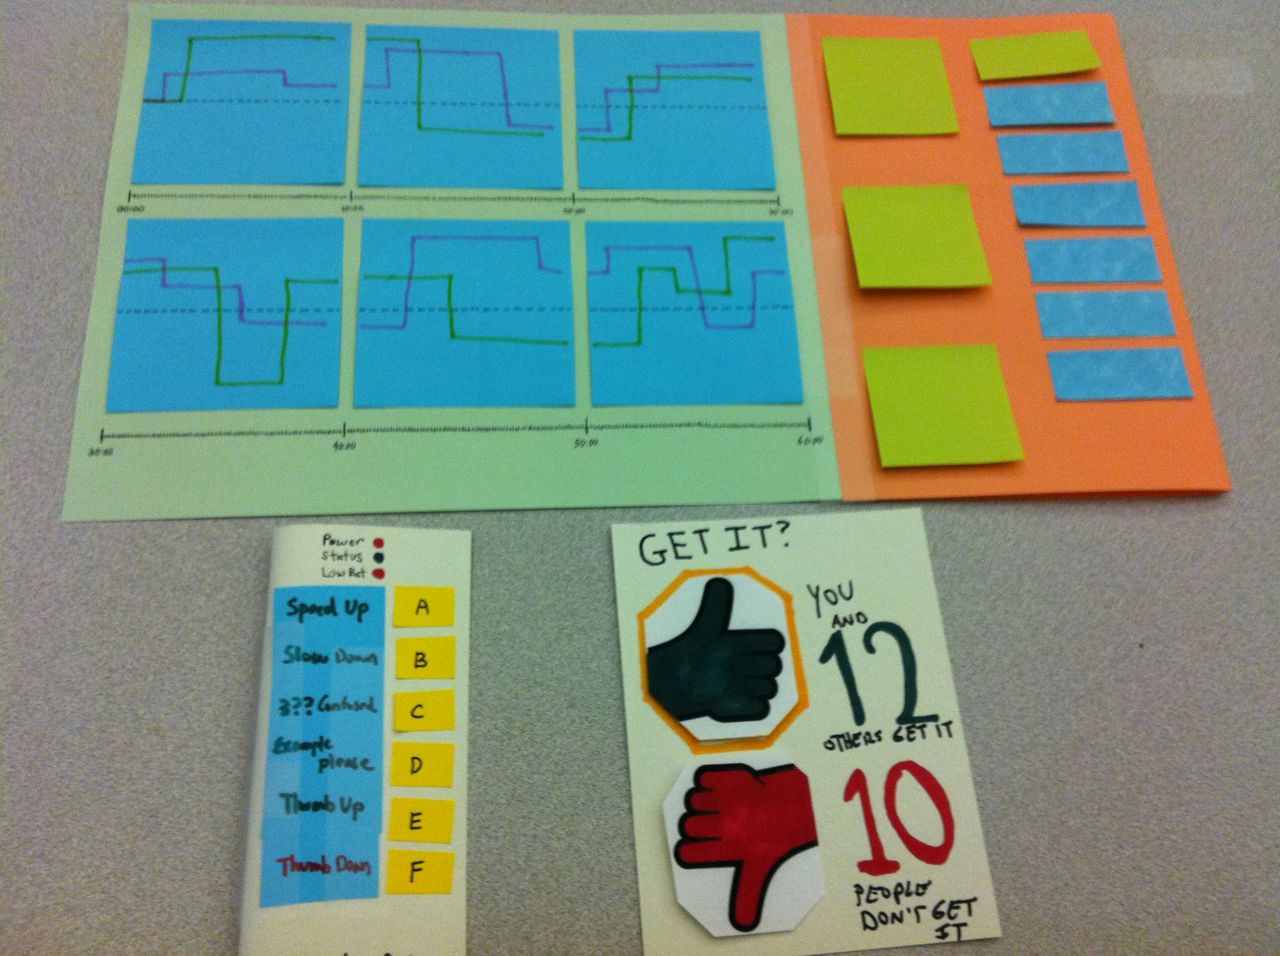 00:00 10:00 20:00 30:00
30:00 40:00 50:00 60:00
Power
Status
Low Bat
Speed Up A
Slow Down B
??? Confused C
Example
please D
Thumb Up E
Thumb Down F
GET IT?
YOU
AND
12
OTHERS GET IT
10
PEOPLE
DON'T GET
IT